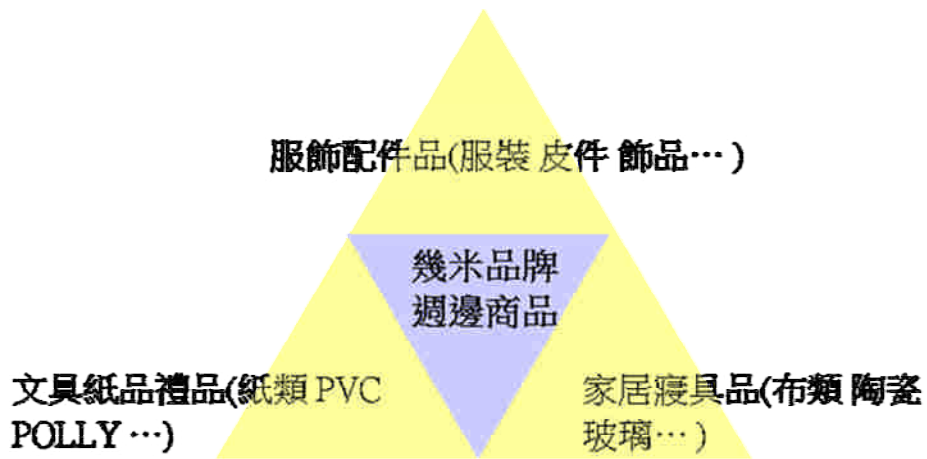 服飾配件品(服裝 皮件 飾品…)
幾米品牌
週邊商品
文具紙品禮品(紙類 PVC
POLLY …)
家居寢具品(布類 陶瓷
玻璃…)